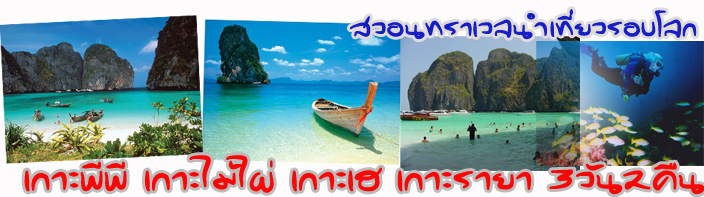 สวอนทราเวลนำเที่ยวรอบโลก
เกาะพีพี เกาะไม้ไผ่ เกาะเฮ เกาะรายา 3วัน2คืน